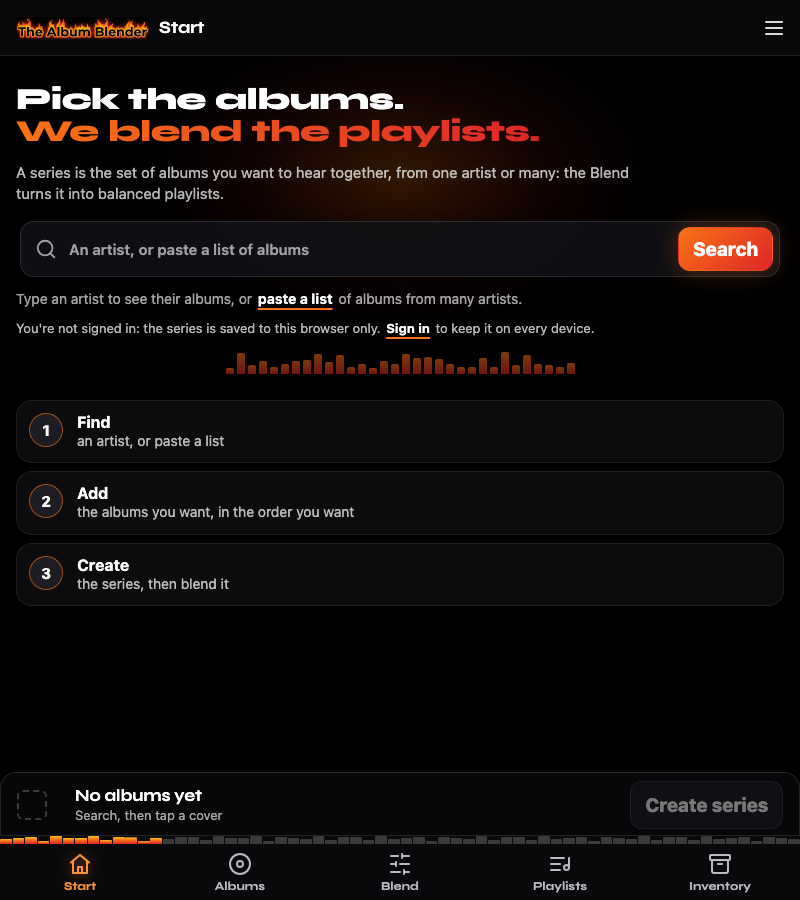 The Album Blender Start
Pick the albums.
We blend the playlists.
A series is the set of albums you want to hear together, from one artist or many: the Blend
turns it into balanced playlists.
An artist, or paste a list of albums
Search
Type an artist to see their albums, or paste a list of albums from many artists.
You're not signed in: the series is saved to this browser only. Sign in to keep it on every device.
1
Find
an artist, or paste a list
2
Add
the albums you want, in the order you want
3
Create
the series, then blend it
No albums yet
Search, then tap a cover
Create series
Start
Albums
Blend
Playlists
Inventory